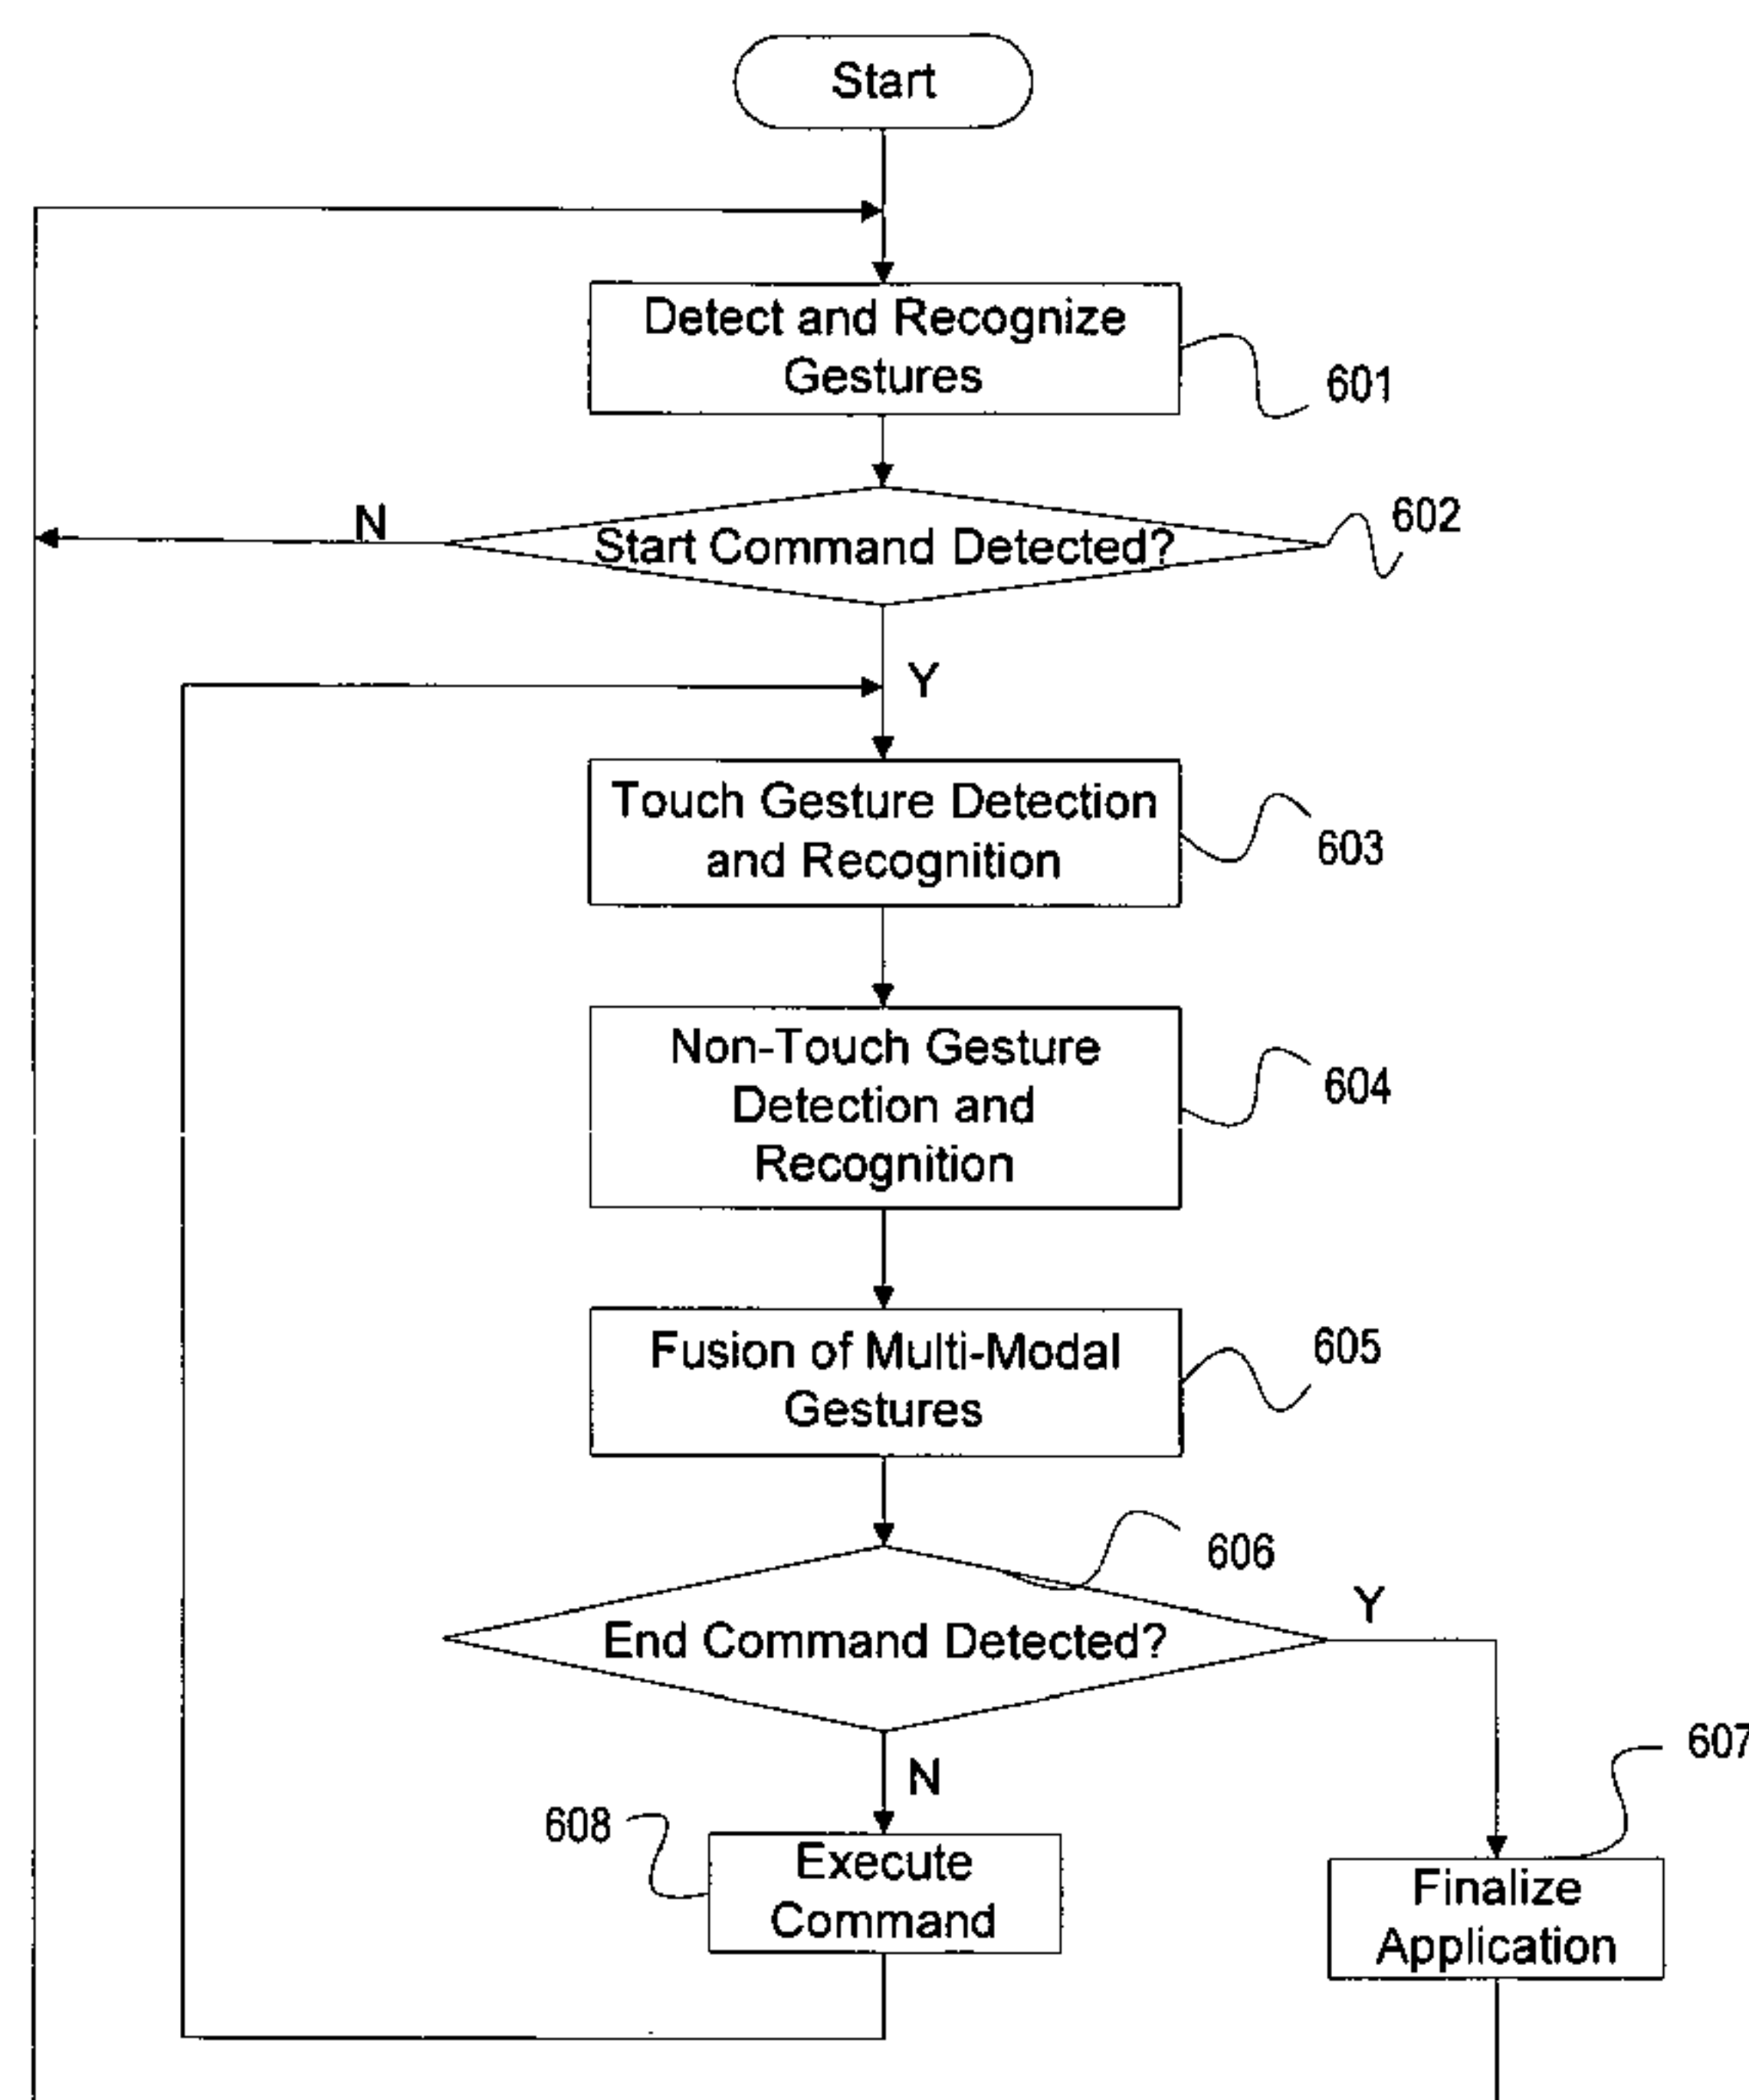 Start
Detect and Recognize
Gestures
601
N
Start Command Detected?
602
Y
Touch Gesture Detection
and Recognition
603
Non-Touch Gesture
Detection and
Recognition
604
Fusion of Multi-Modal
Gestures
605
606
End Command Detected?
Y
N
607
608
Execute
Command
Finalize
Application